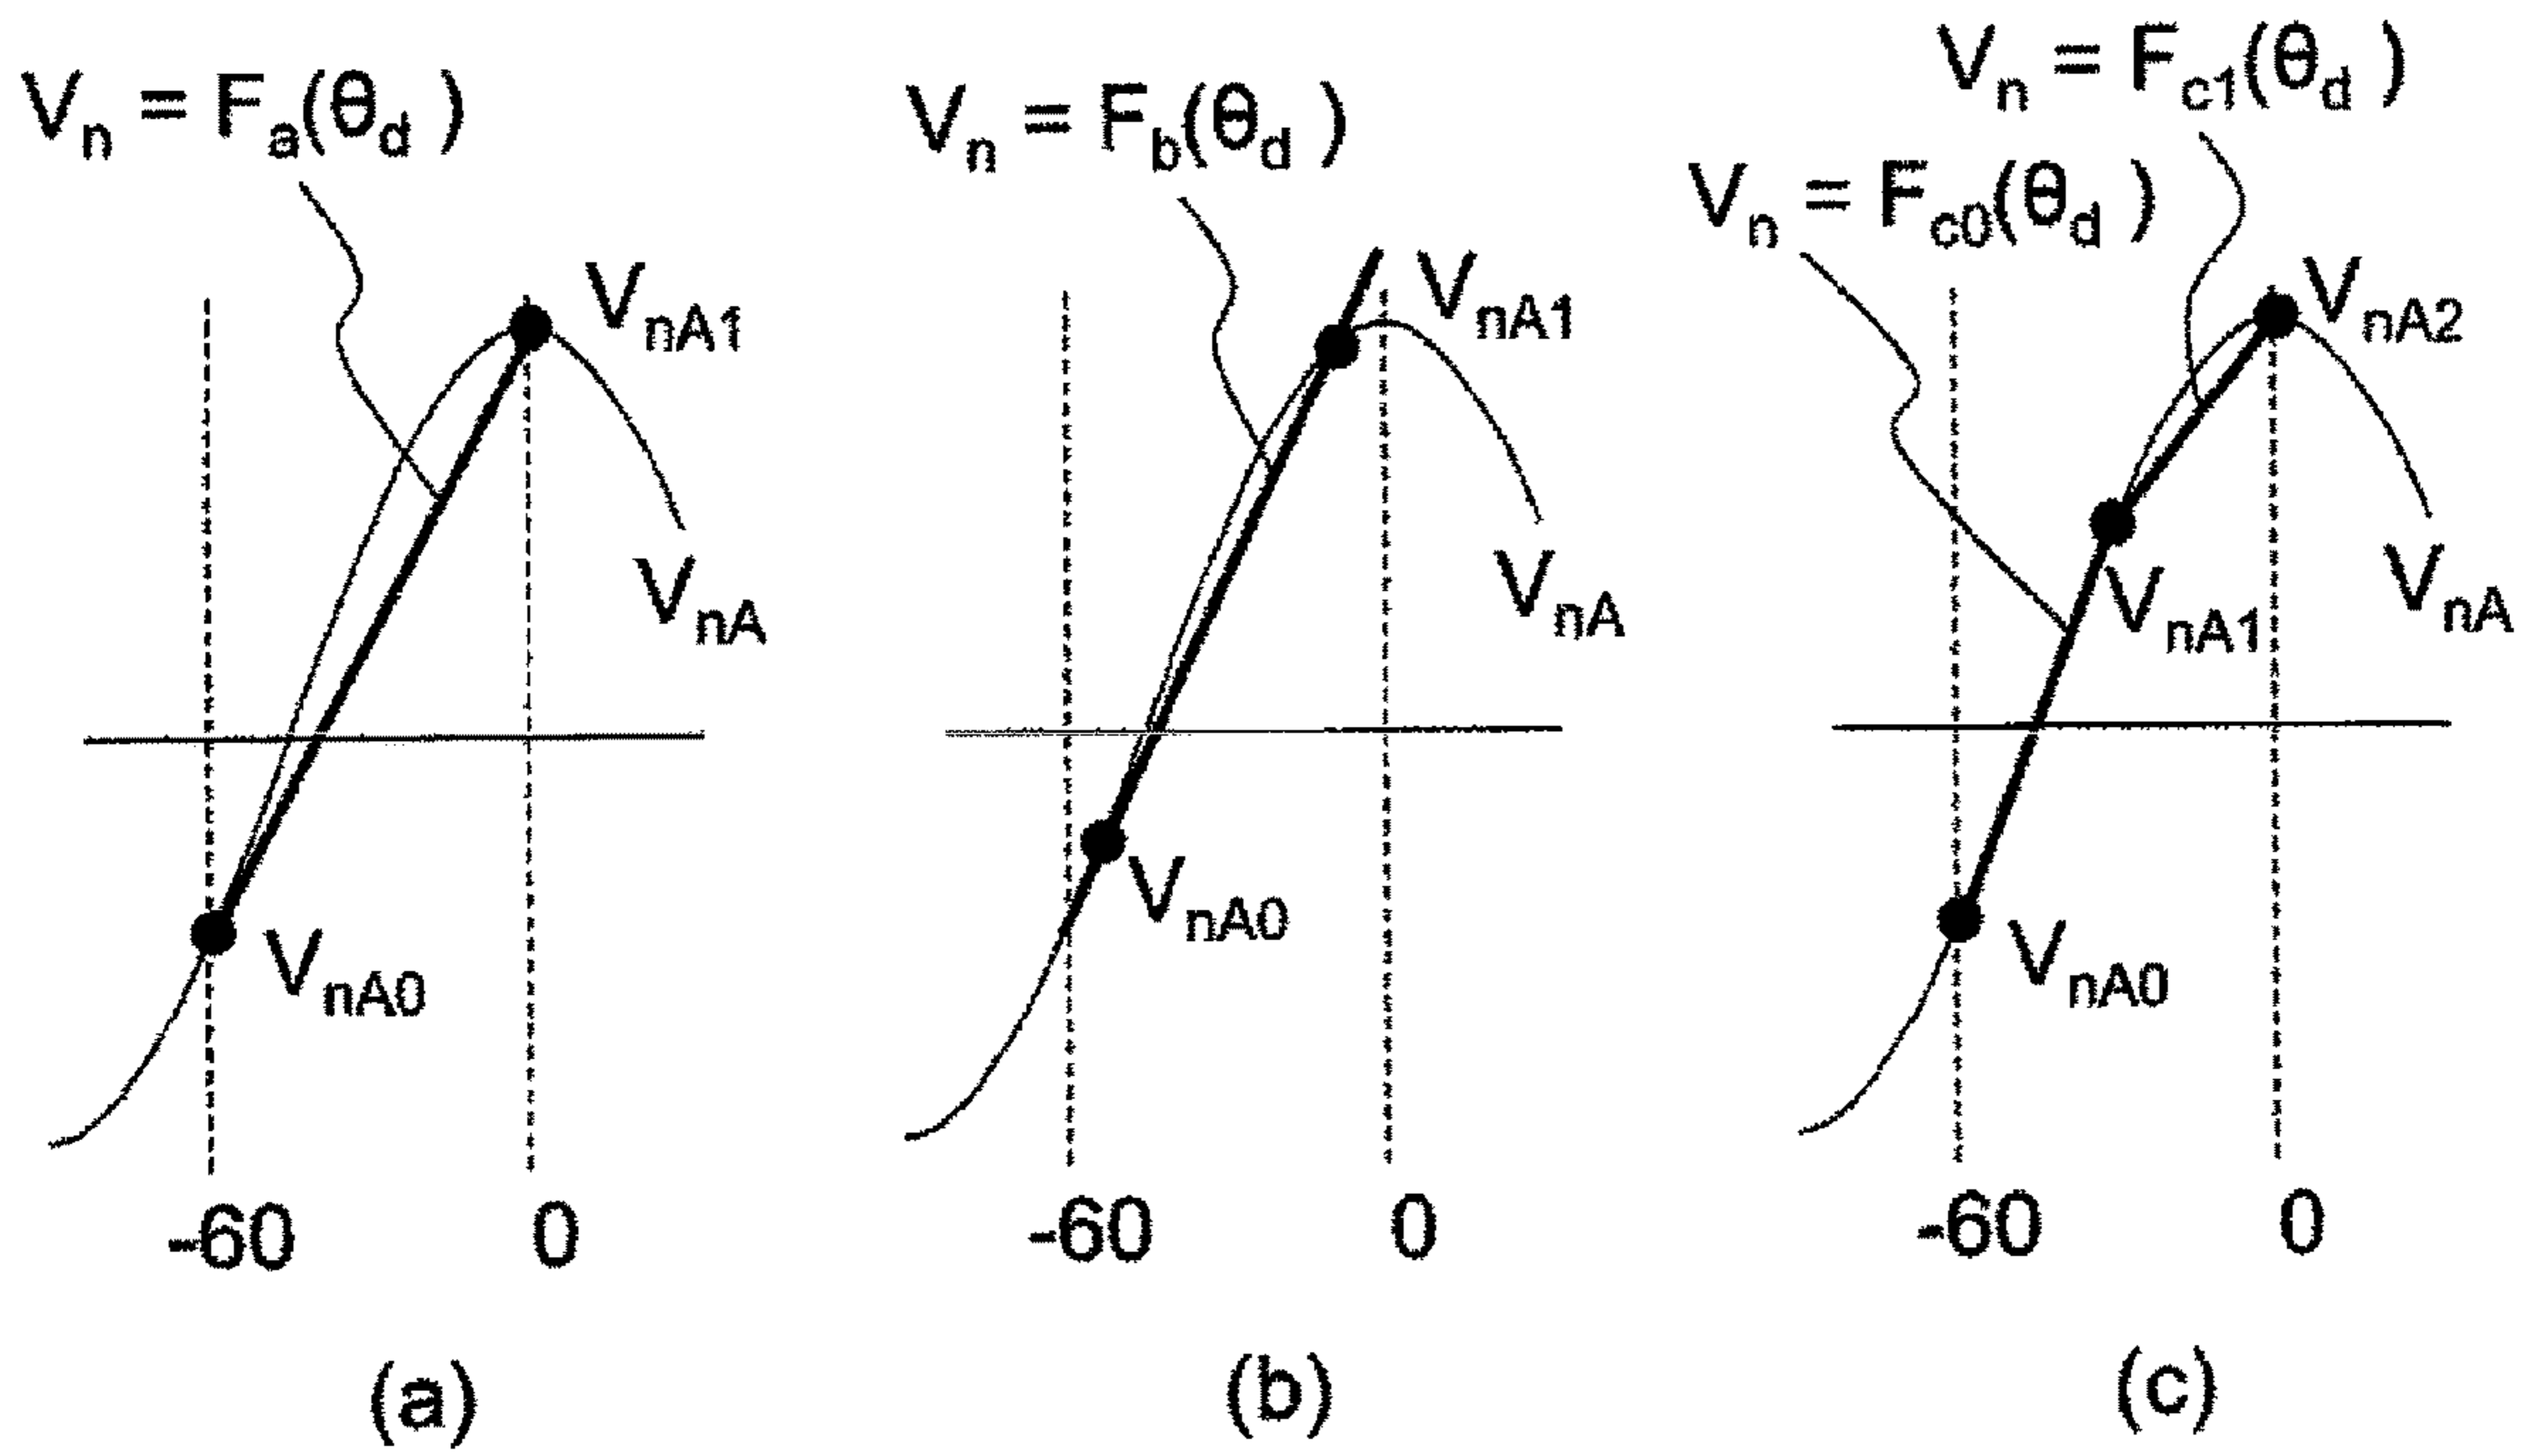 Vn = Fa(θd )
VnA1
VnA
VnA0
-60
0
(a)
Vn = Fb(θd )
VnA1
VnA
VnA0
-60
0
(b)
Vn = Fc1(θd )
Vn = Fc0(θd )
VnA2
VnA1
VnA
VnA0
-60
0
(c)